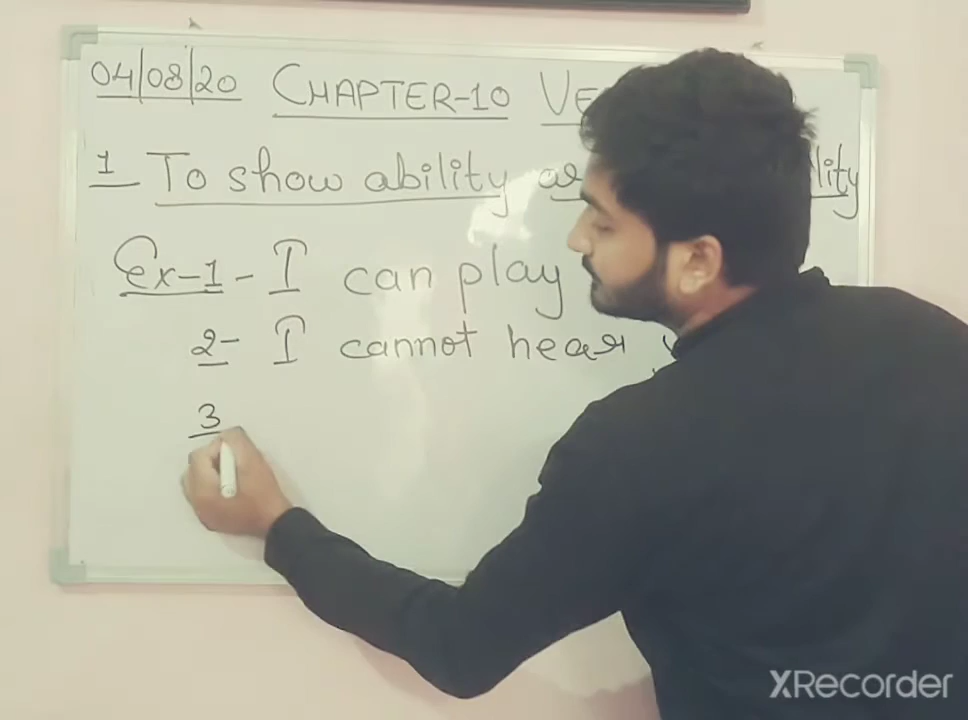 04/08/20 CHAPTER-10
1 To show ability
Ex-1- I can play
2- I cannot hear
3
XRecorder